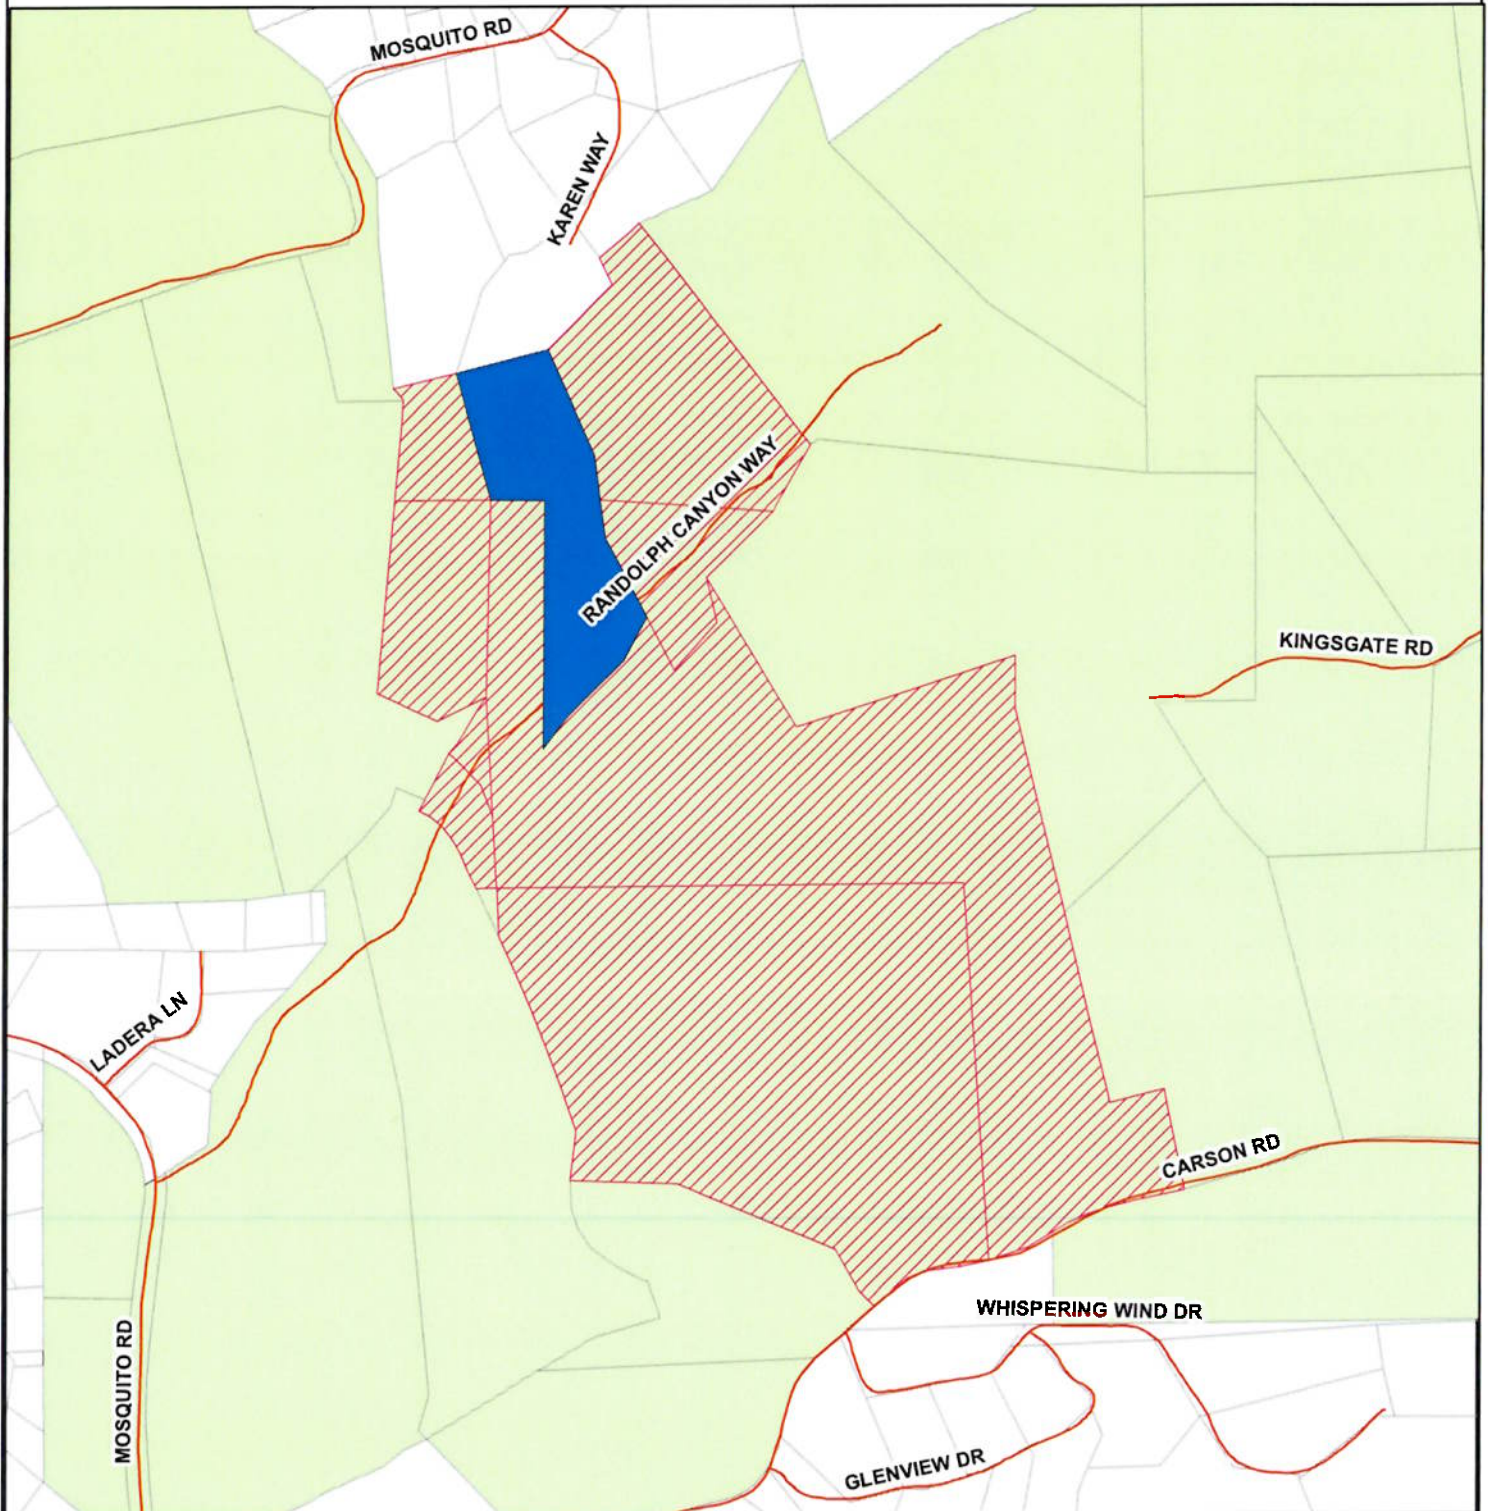 MOSQUITO RD
KAREN WAY
RANDOLPH CANYON WAY
KINGSGATE RD
LADERA LN
CARSON RD
WHISPERING WIND DR
MOSQUITO RD
GLENVIEW DR